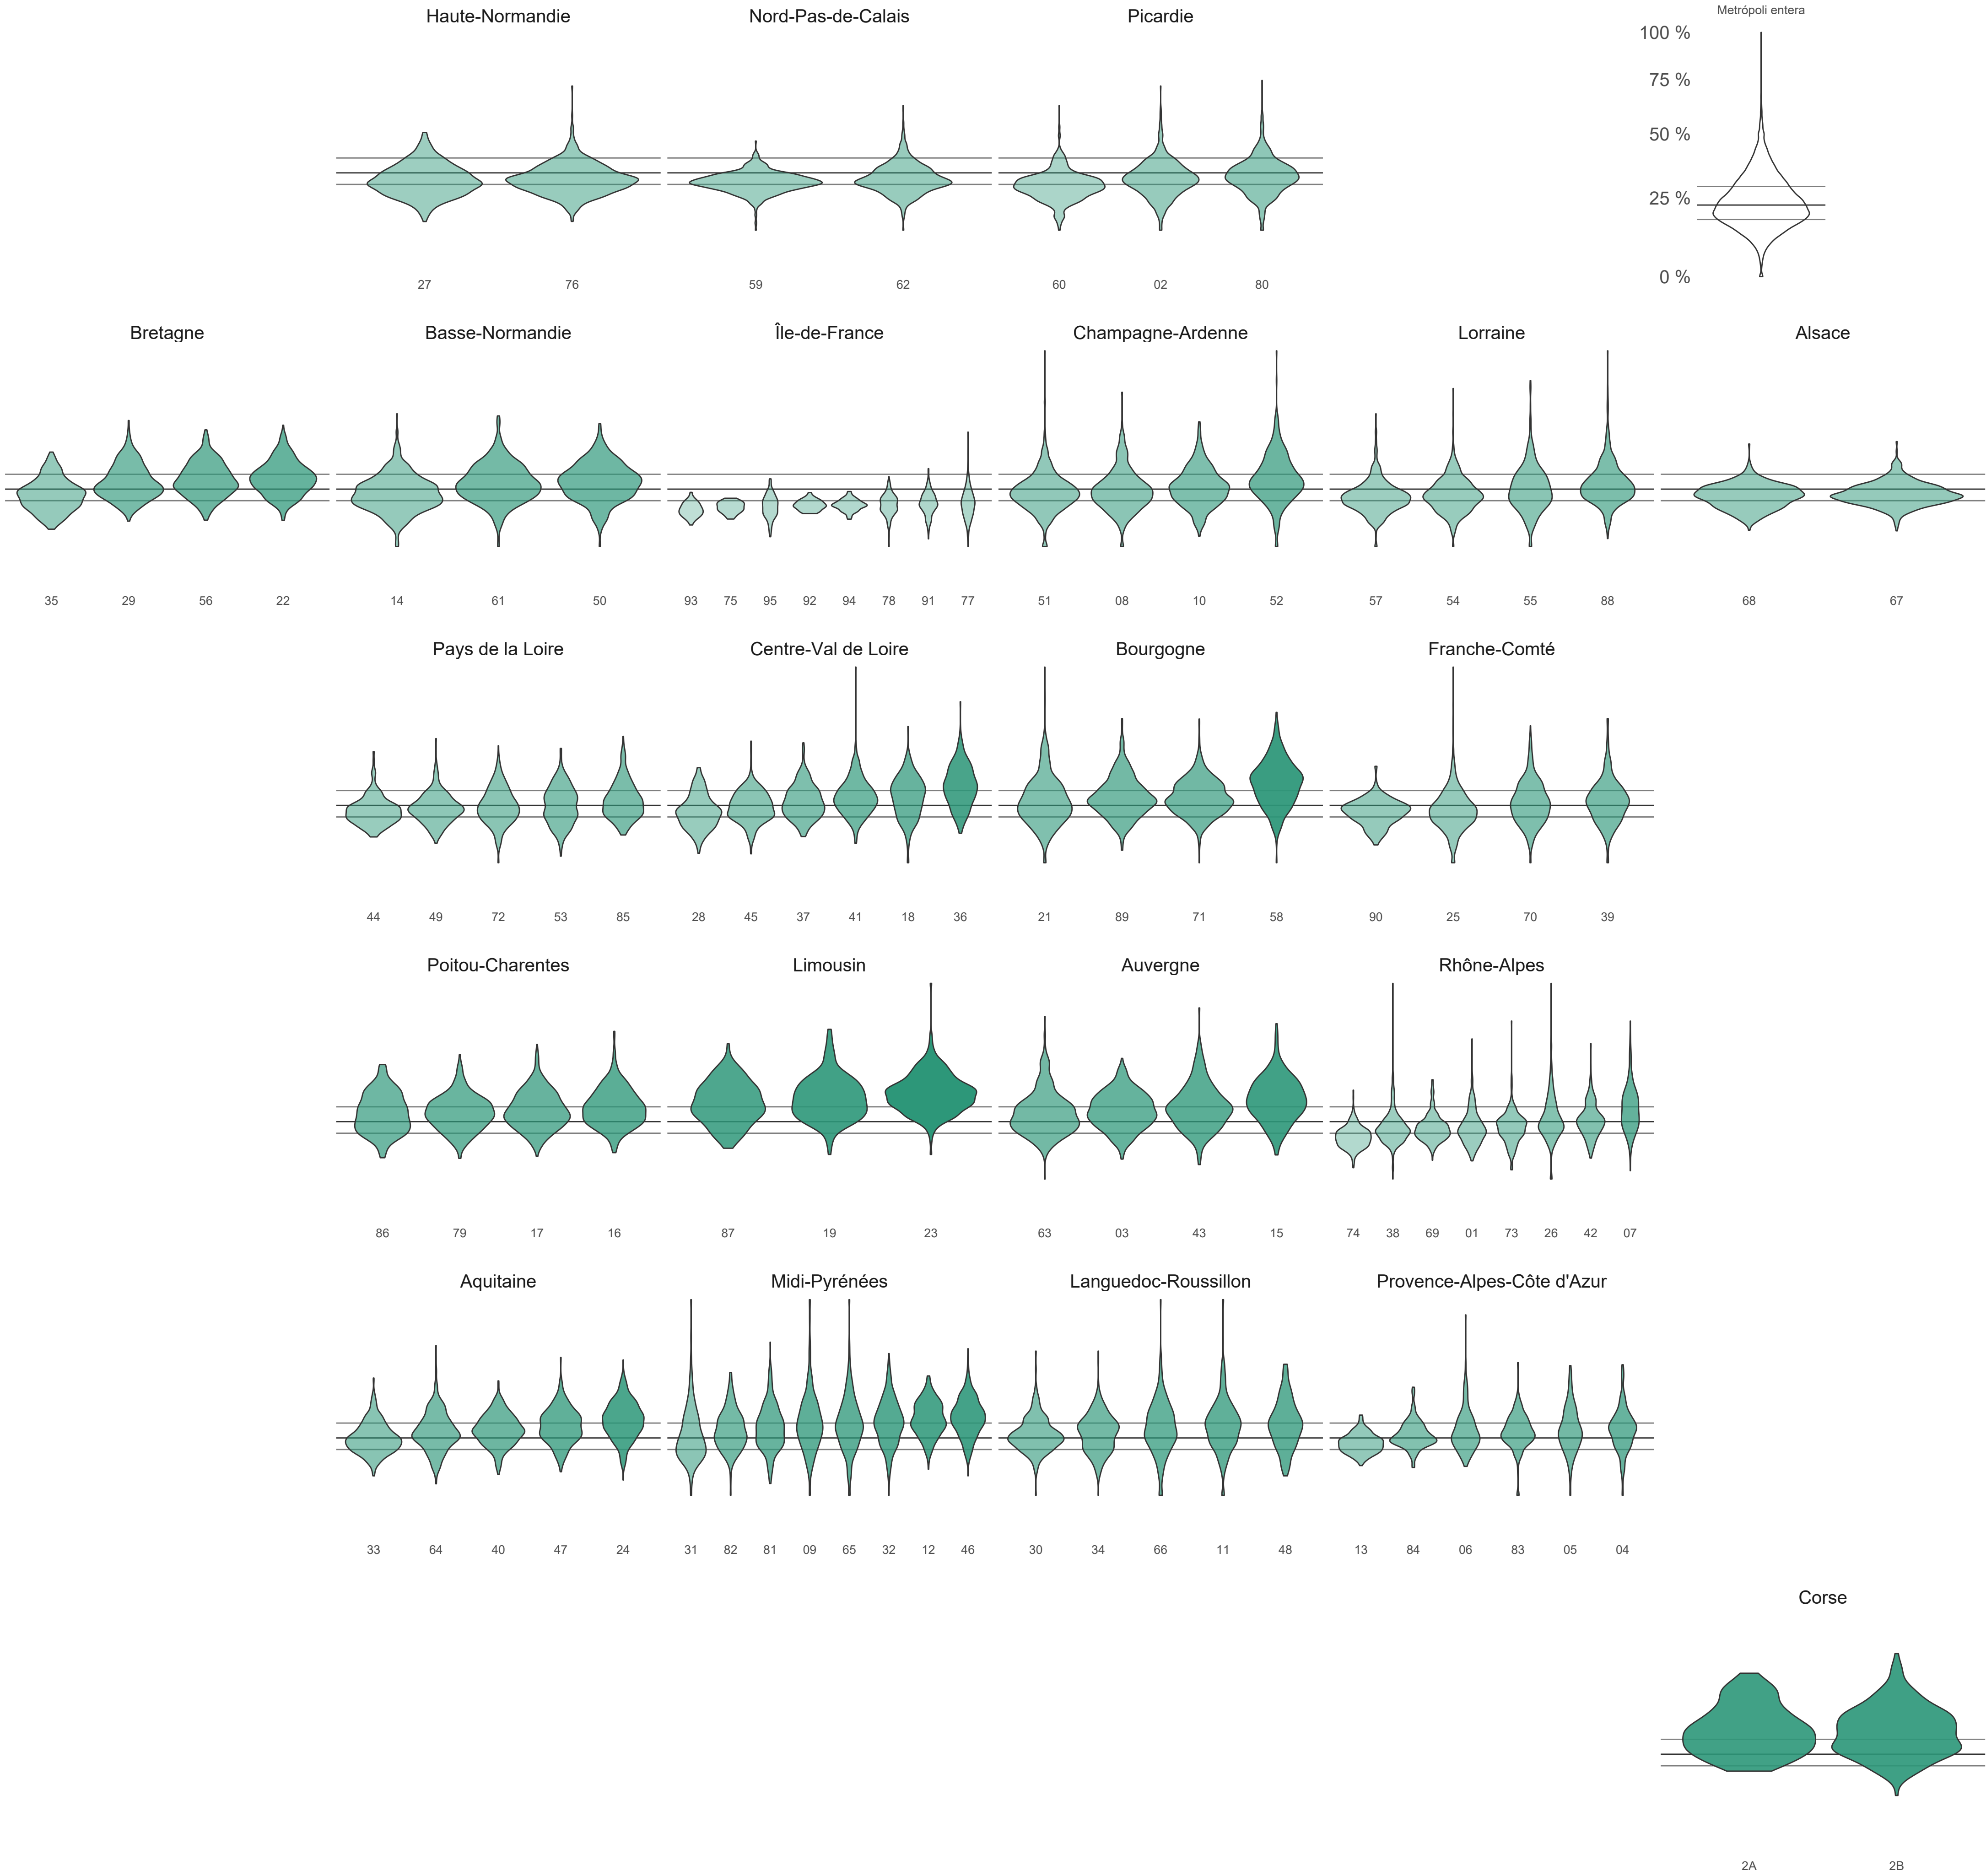 Haute-Normandie
Nord-Pas-de-Calais
Picardie
Metrópoli entera
100 %
75 %
50 %
25 %
0 %
27 76
59 62
60 02 80
Bretagne
Basse-Normandie
Île-de-France
Champagne-Ardenne
Lorraine
Alsace
35 29 56 22
14 61 50
93 75 95 92 94 78 91 77
51 08 10 52
57 54 55 88
68 67
Pays de la Loire
Centre-Val de Loire
Bourgogne
Franche-Comté
44 49 72 53 85
28 45 37 41 18 36
21 89 71 58
90 25 70 39
Poitou-Charentes
Limousin
Auvergne
Rhône-Alpes
86 79 17 16
87 19 23
63 03 43 15
74 38 69 01 73 26 42 07
Aquitaine
Midi-Pyrénées
Languedoc-Roussillon
Provence-Alpes-Côte d'Azur
33 64 40 47 24
31 82 81 09 65 32 12 46
30 34 66 11 48
13 84 06 83 05 04
Corse
2A 2B